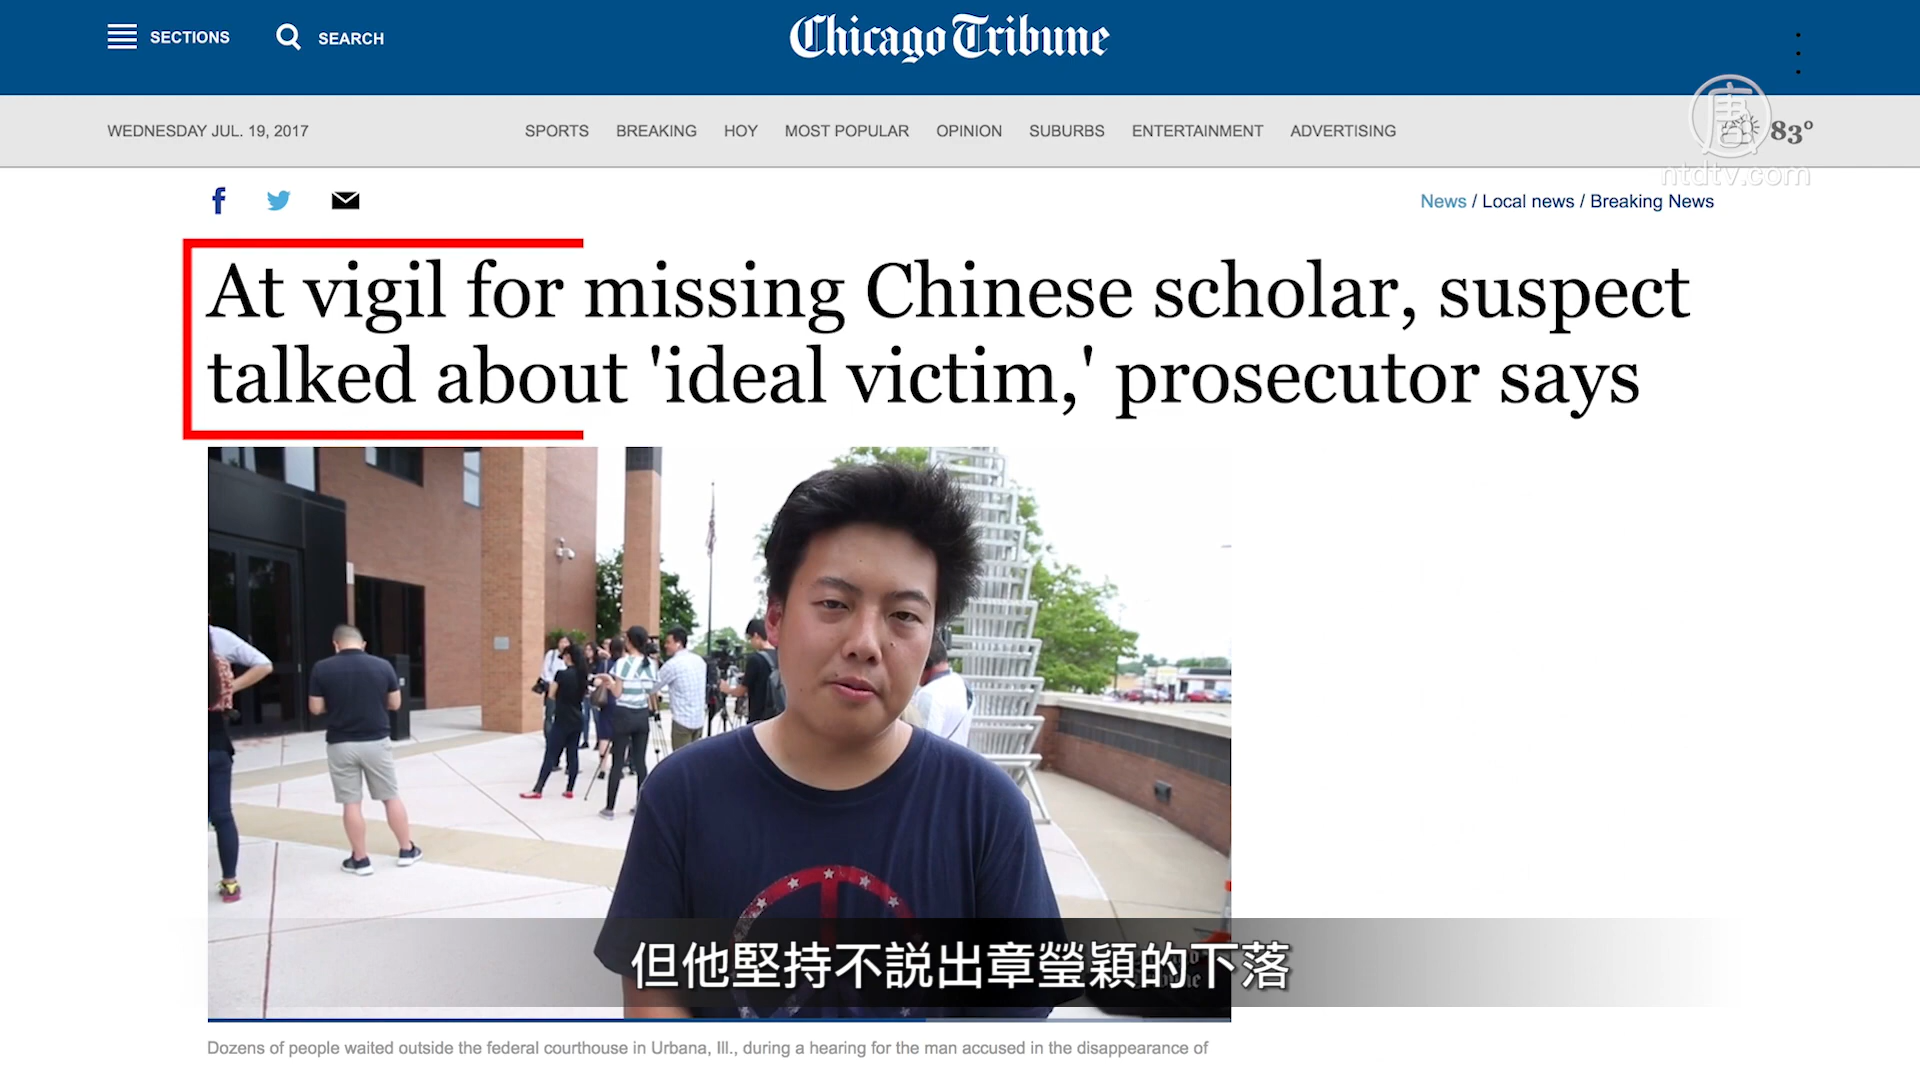 SECTIONS
SEARCH
Chicago Tribune
WEDNESDAY JUL. 19, 2017
SPORTS
BREAKING
HOY
MOST POPULAR
OPINION
SUBURBS
ENTERTAINMENT
ADVERTISING
83°
唐
ntdtv.com
News / Local news / Breaking News
At vigil for missing Chinese scholar, suspect
talked about 'ideal victim,' prosecutor says
但他堅持不説出章瑩穎的下落
Dozens of people waited outside the federal courthouse in Urbana, Ill., during a hearing for the man accused in the disappearance of